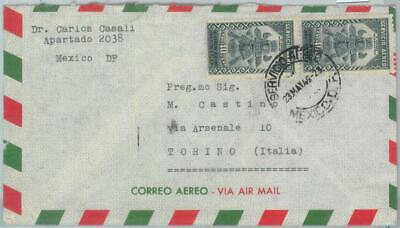 Dr. Carlos Casali
Apartado 2038
Mexico DF
Preg.mo Sig.
M. Castin
via Arsenale 10
TORINO (Italia)
CORREO AEREO - VIA AIR MAIL
MEXICO, D.F.